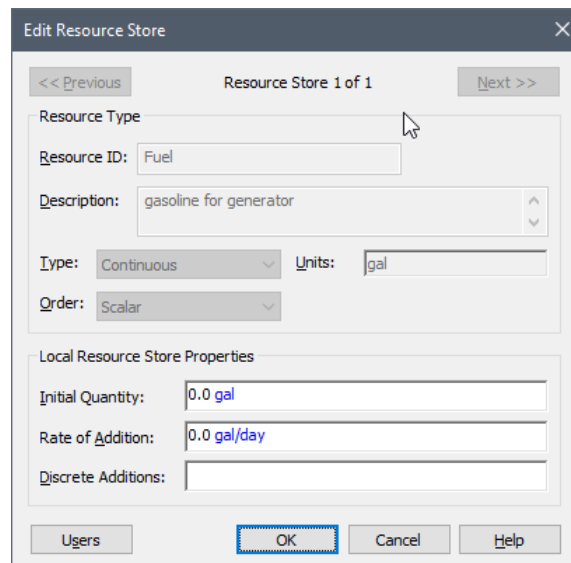 Edit Resource Store
<< Previous
Resource Store 1 of 1
Next >>
Resource Type
Resource ID: Fuel
Description: gasoline for generator
Type: Continuous Units: gal
Order: Scalar
Local Resource Store Properties
Initial Quantity: 0.0 gal
Rate of Addition: 0.0 gal/day
Discrete Additions:
Users OK Cancel Help